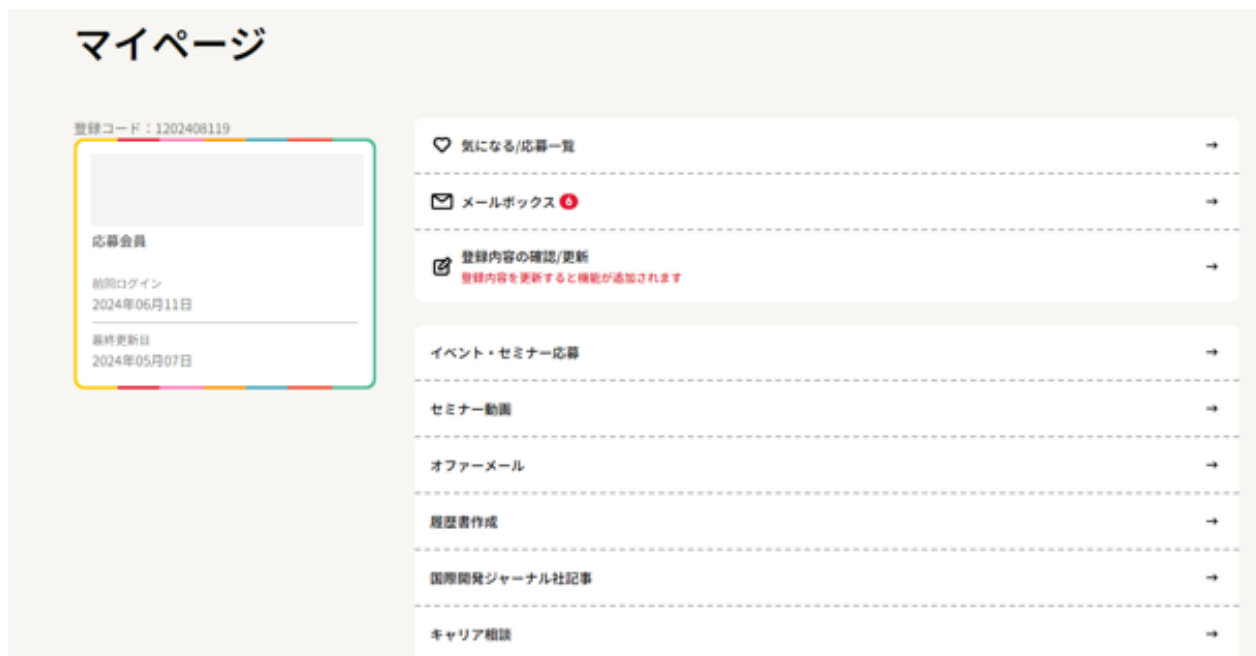 マイページ
登録コード：1202408119
応募会員
前回ログイン
2024年06月11日
最終更新日
2024年05月07日
気になる/応募一覧
メールボックス 6
登録内容の確認/更新
登録内容を更新すると機能が追加されます
イベント・セミナー応募
セミナー動画
オファーメール
履歴書作成
国際開発ジャーナル社記事
キャリア相談